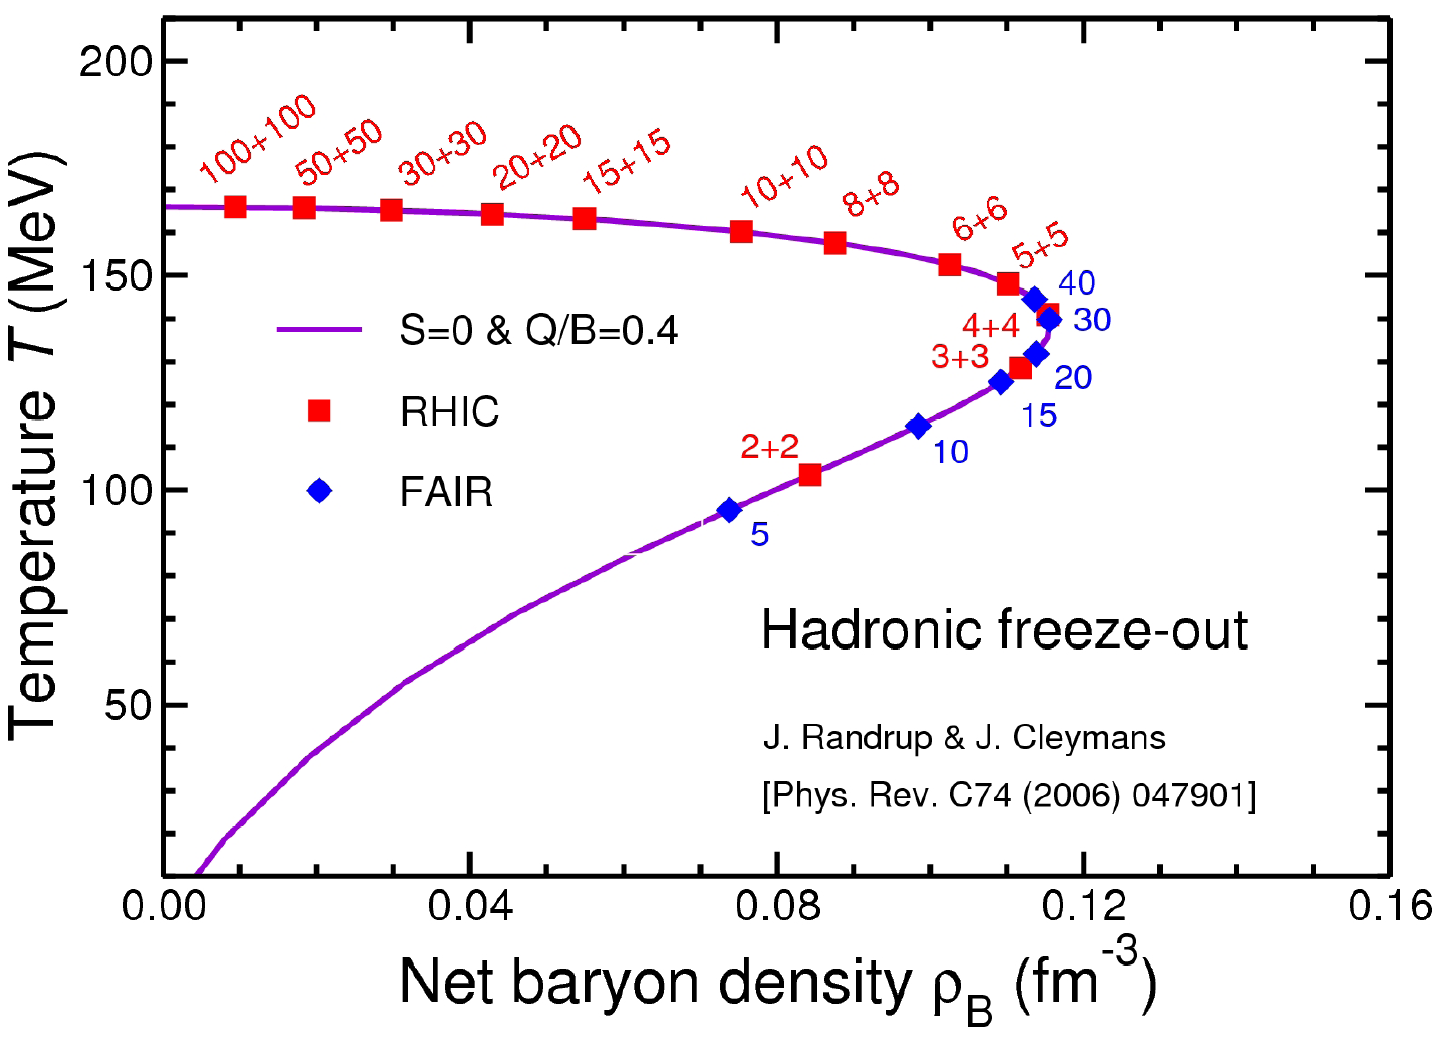 200
150
100
50
0.00 0.04 0.08 0.12 0.16
Temperature T (MeV)
Net baryon density ρB (fm-3)
100+100
50+50
30+30
20+20
15+15
10+10
8+8
6+6
5+5
40
4+4
30
3+3
20
15
10
2+2
5
S=0 & Q/B=0.4
RHIC
FAIR
Hadronic freeze-out
J. Randrup & J. Cleymans
[Phys. Rev. C74 (2006) 047901]